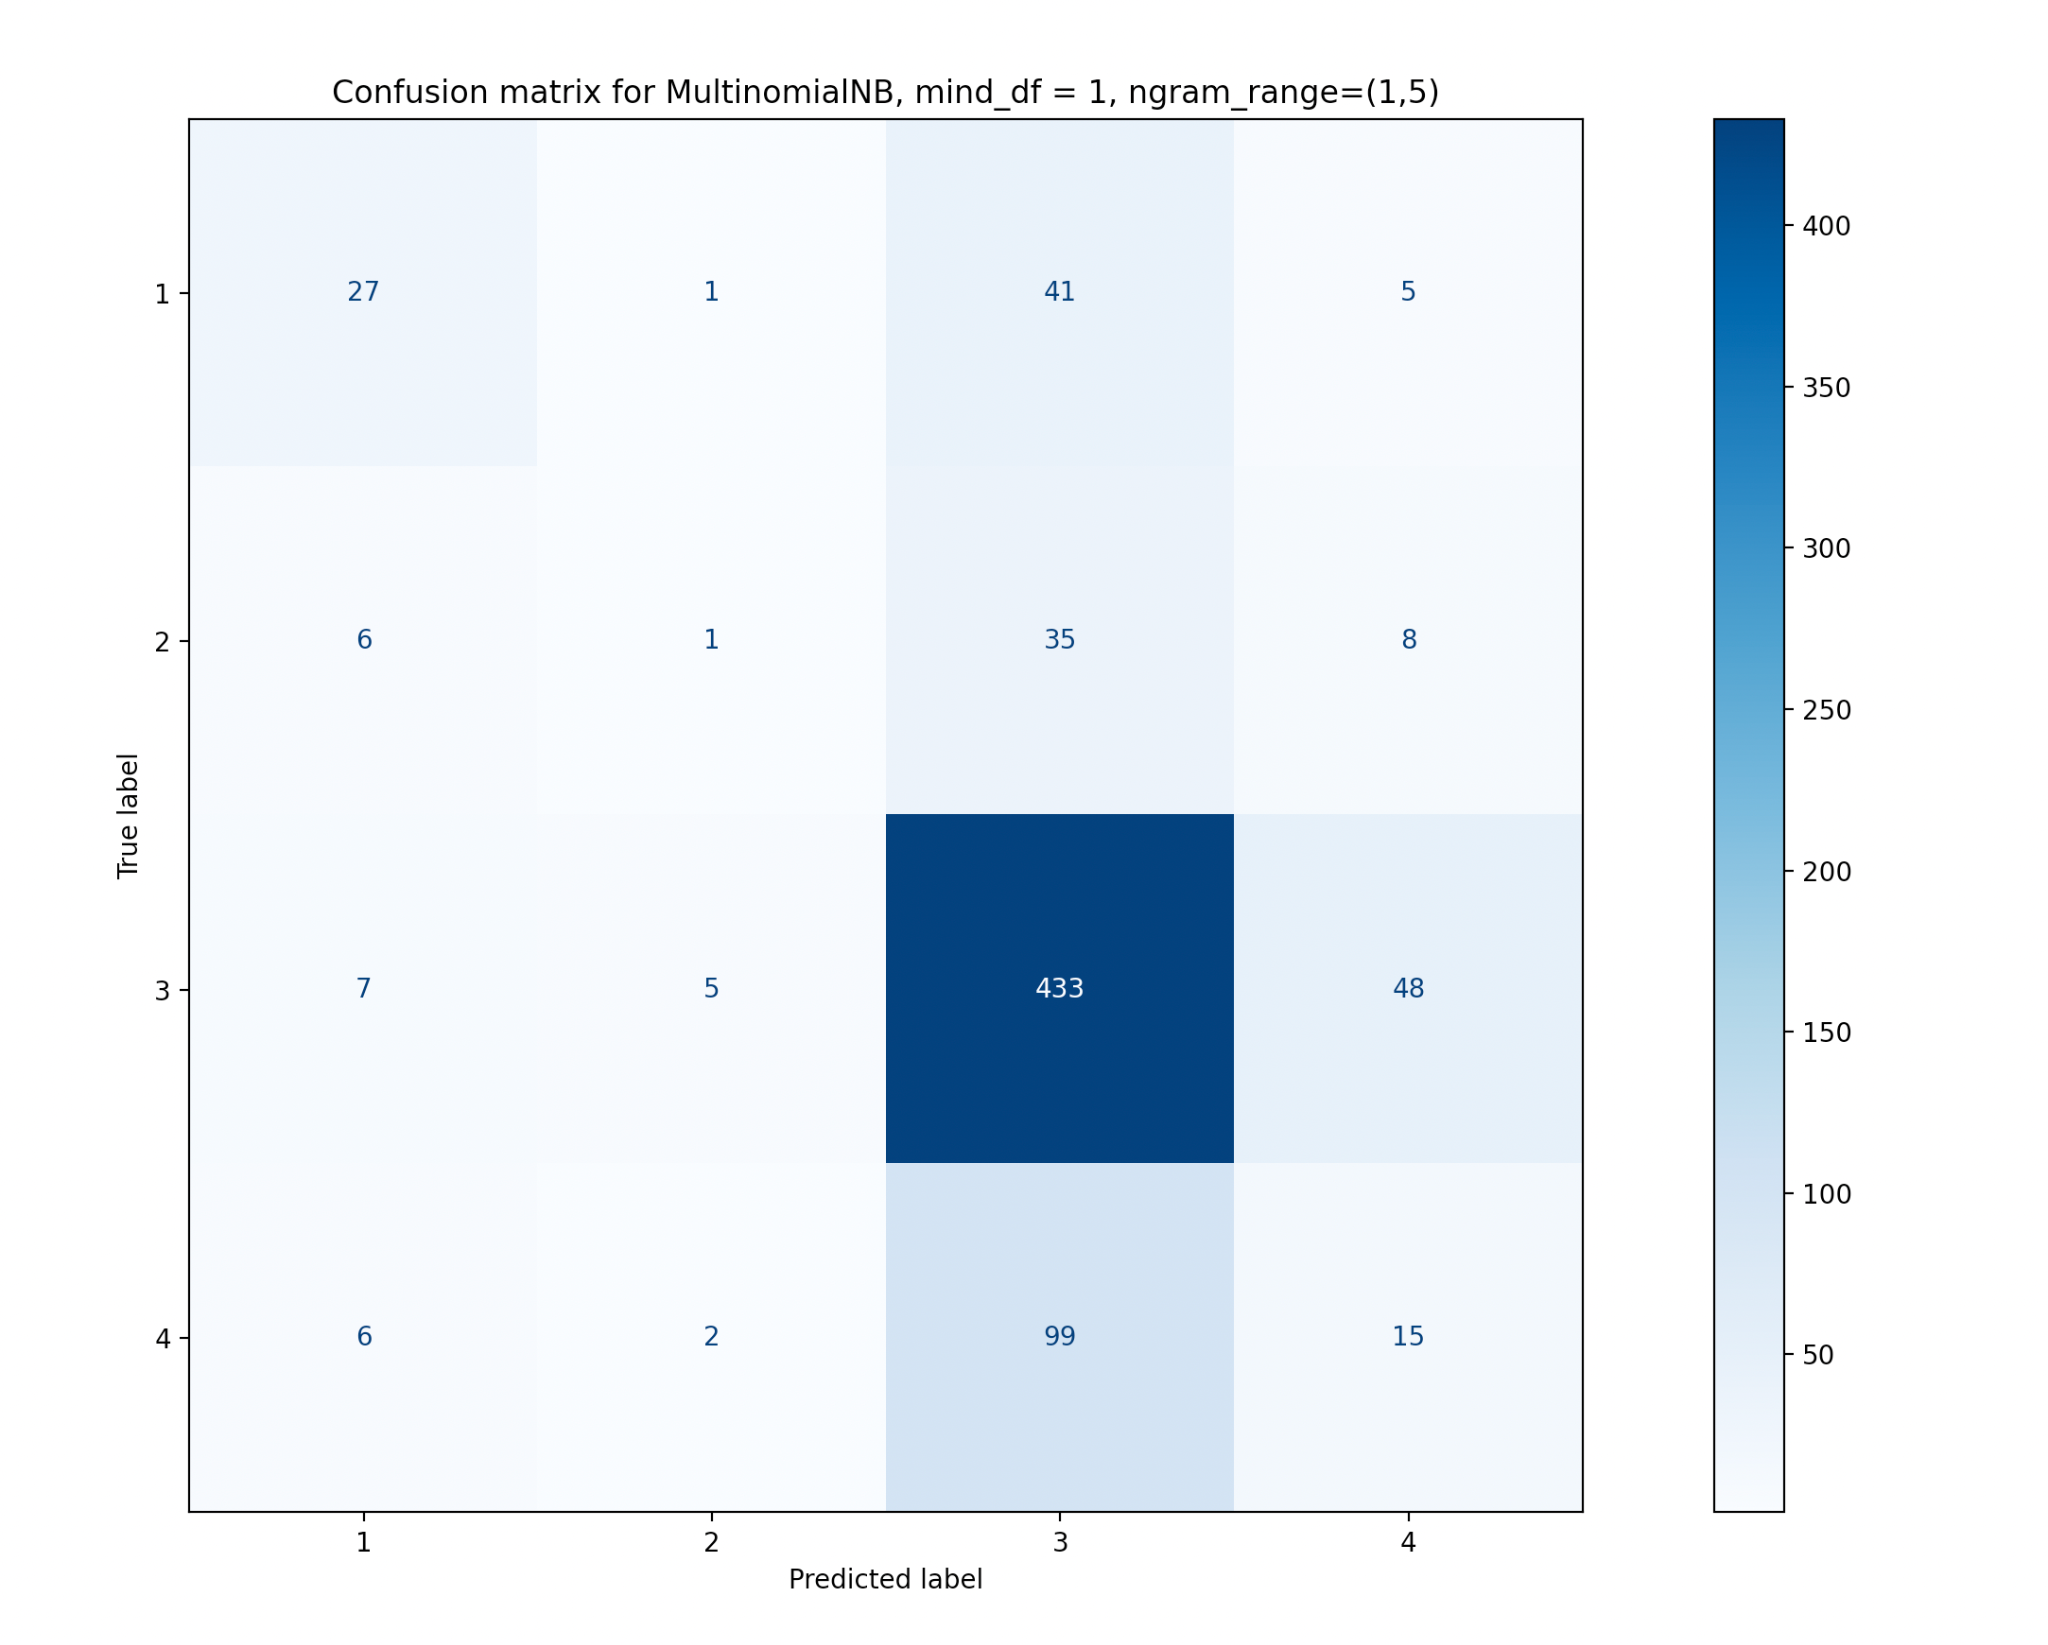 Confusion matrix for MultinomialNB, mind_df = 1, ngram_range=(1,5)
400
1 27 1 41 5
350
300
2 6 1 35 8
250
True label
200
3 7 5 433 48
150
100
4 6 2 99 15
50
1 2 3 4
Predicted label